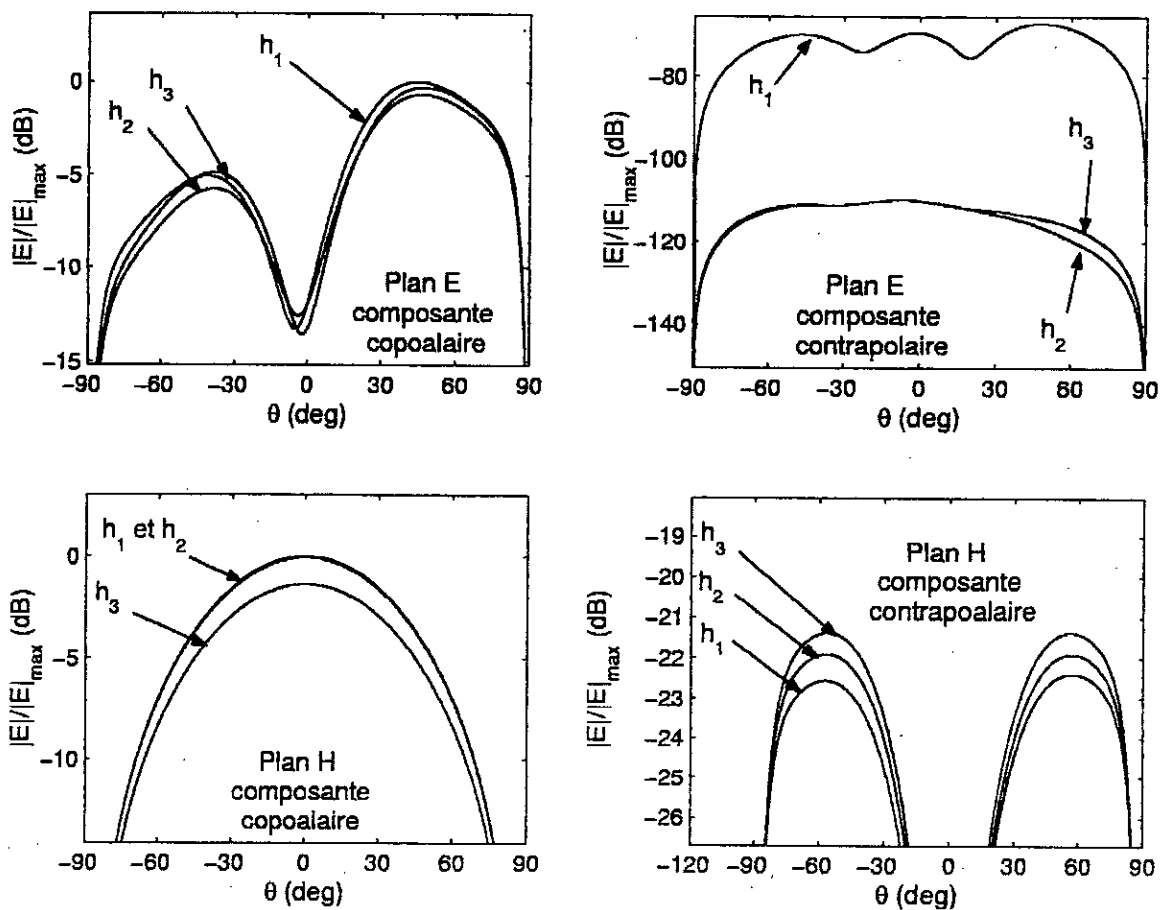 |E|/|E|max (dB)
0
−5
−10
−15
h1
h3
h2
Plan E
composante
copoalaire
−90 −60 −30 0 30 60 90
θ (deg)
|E|/|E|max (dB)
−80
−100
−120
−140
h1
h3
h2
Plan E
composante
contrapolaire
−90 −60 −30 0 30 60 90
θ (deg)
|E|/|E|max (dB)
0
−5
−10
h1 et h2
h3
Plan H
composante
copoalaire
−90 −60 −30 0 30 60 90
θ (deg)
|E|/|E|max (dB)
−19
−20
−21
−22
−23
−24
−25
−26
h3
h2
h1
Plan H
composante
contrapoalaire
−120 −90 −60 −30 0 30 60 90
θ (deg)